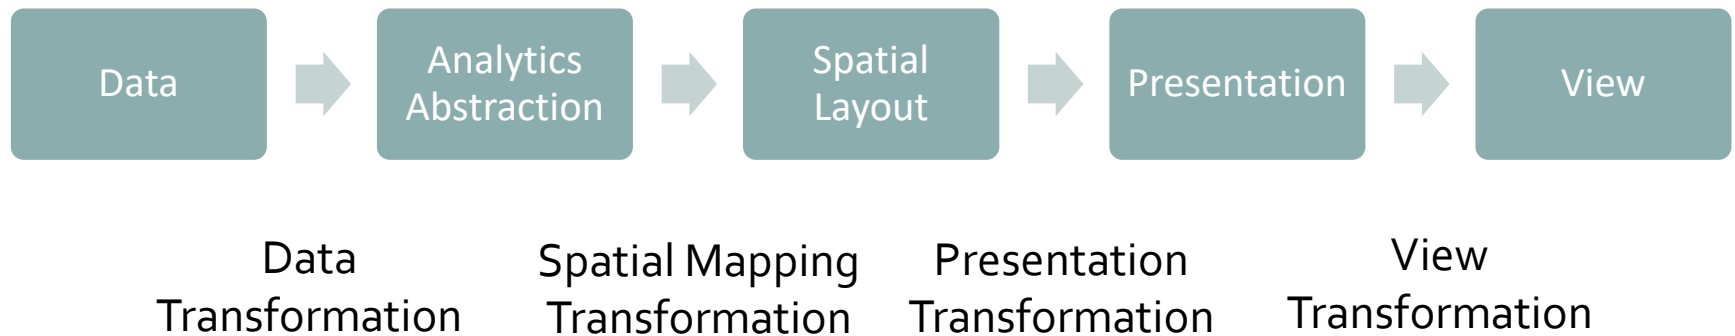 Data
Analytics
Abstraction
Spatial
Layout
Presentation
View
Data
Transformation
Spatial Mapping
Transformation
Presentation
Transformation
View
Transformation